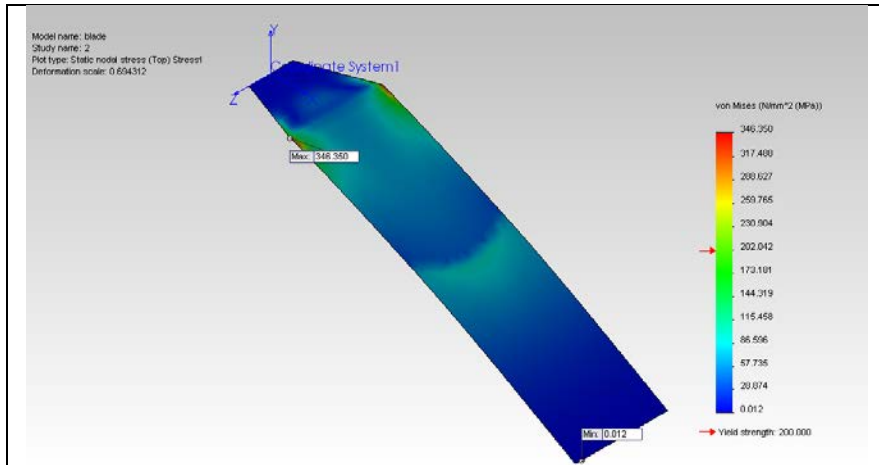 Model name: blade
Study name: 2
Plot type: Static nodal stress (Top) Stress1
Deformation scale: 0.694312
Y
Coordinate System1
Z
von Mises (N/mm^2 (MPa))
346.350
317.488
288.627
259.765
230.904
202.042
173.181
144.319
115.458
86.596
57.735
28.874
0.012
Yield strength: 200.000
Max: 346.350
Min: 0.012